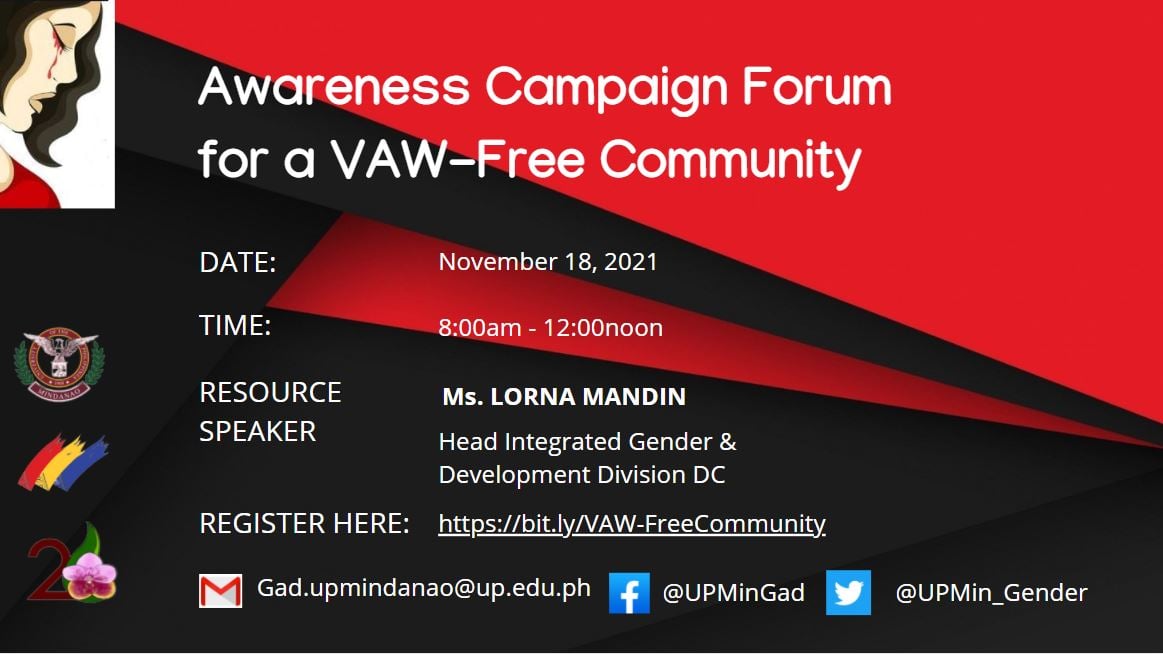 Awareness Campaign Forum
for a VAW-Free Community
DATE: November 18, 2021
TIME: 8:00am - 12:00noon
RESOURCE
SPEAKER
Ms. LORNA MANDIN
Head Integrated Gender &
Development Division DC
REGISTER HERE: https://bit.ly/VAW-FreeCommunity
Gad.upmindanao@up.edu.ph @UPMinGad @UPMin_Gender
MINDANAO
26